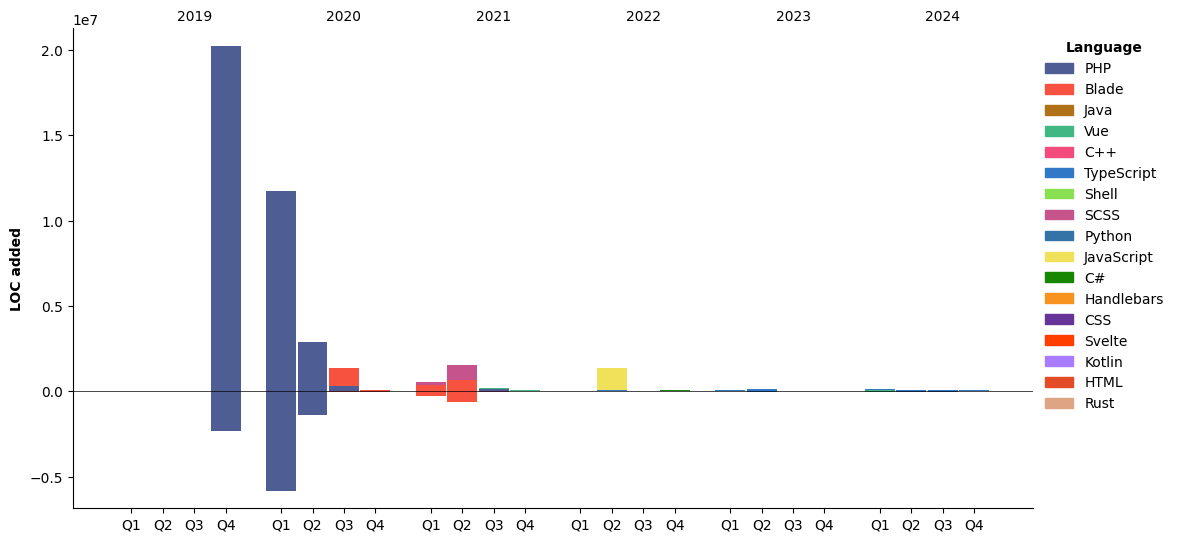 1e7
2019 2020 2021 2022 2023 2024
LOC added
2.0
1.5
1.0
0.5
0.0
−0.5
Q1 Q2 Q3 Q4 Q1 Q2 Q3 Q4 Q1 Q2 Q3 Q4 Q1 Q2 Q3 Q4 Q1 Q2 Q3 Q4 Q1 Q2 Q3 Q4
Language
PHP
Blade
Java
Vue
C++
TypeScript
Shell
SCSS
Python
JavaScript
C#
Handlebars
CSS
Svelte
Kotlin
HTML
Rust